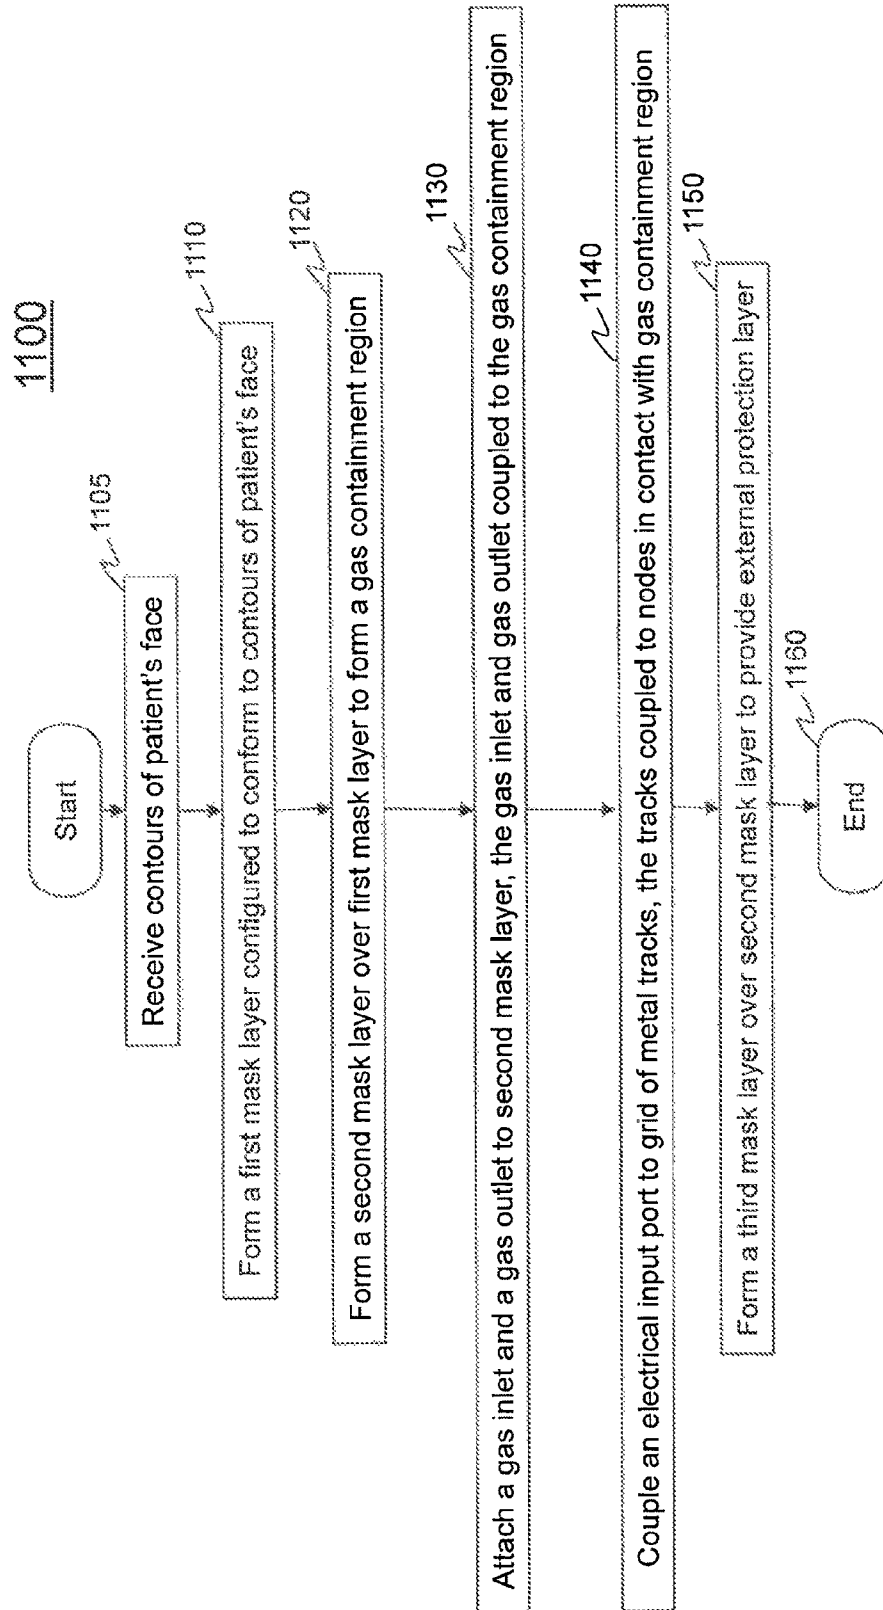 1100
Start
Receive contours of patient's face
1105
Form a first mask layer configured to conform to contours of patient's face
1110
Form a second mask layer over first mask layer to form a gas containment region
1120
Attach a gas inlet and a gas outlet to second mask layer, the gas inlet and gas outlet coupled to the gas containment region
1130
Couple an electrical input port to grid of metal tracks, the tracks coupled to nodes in contact with gas containment region
1140
Form a third mask layer over second mask layer to provide external protection layer
1150
End
1160